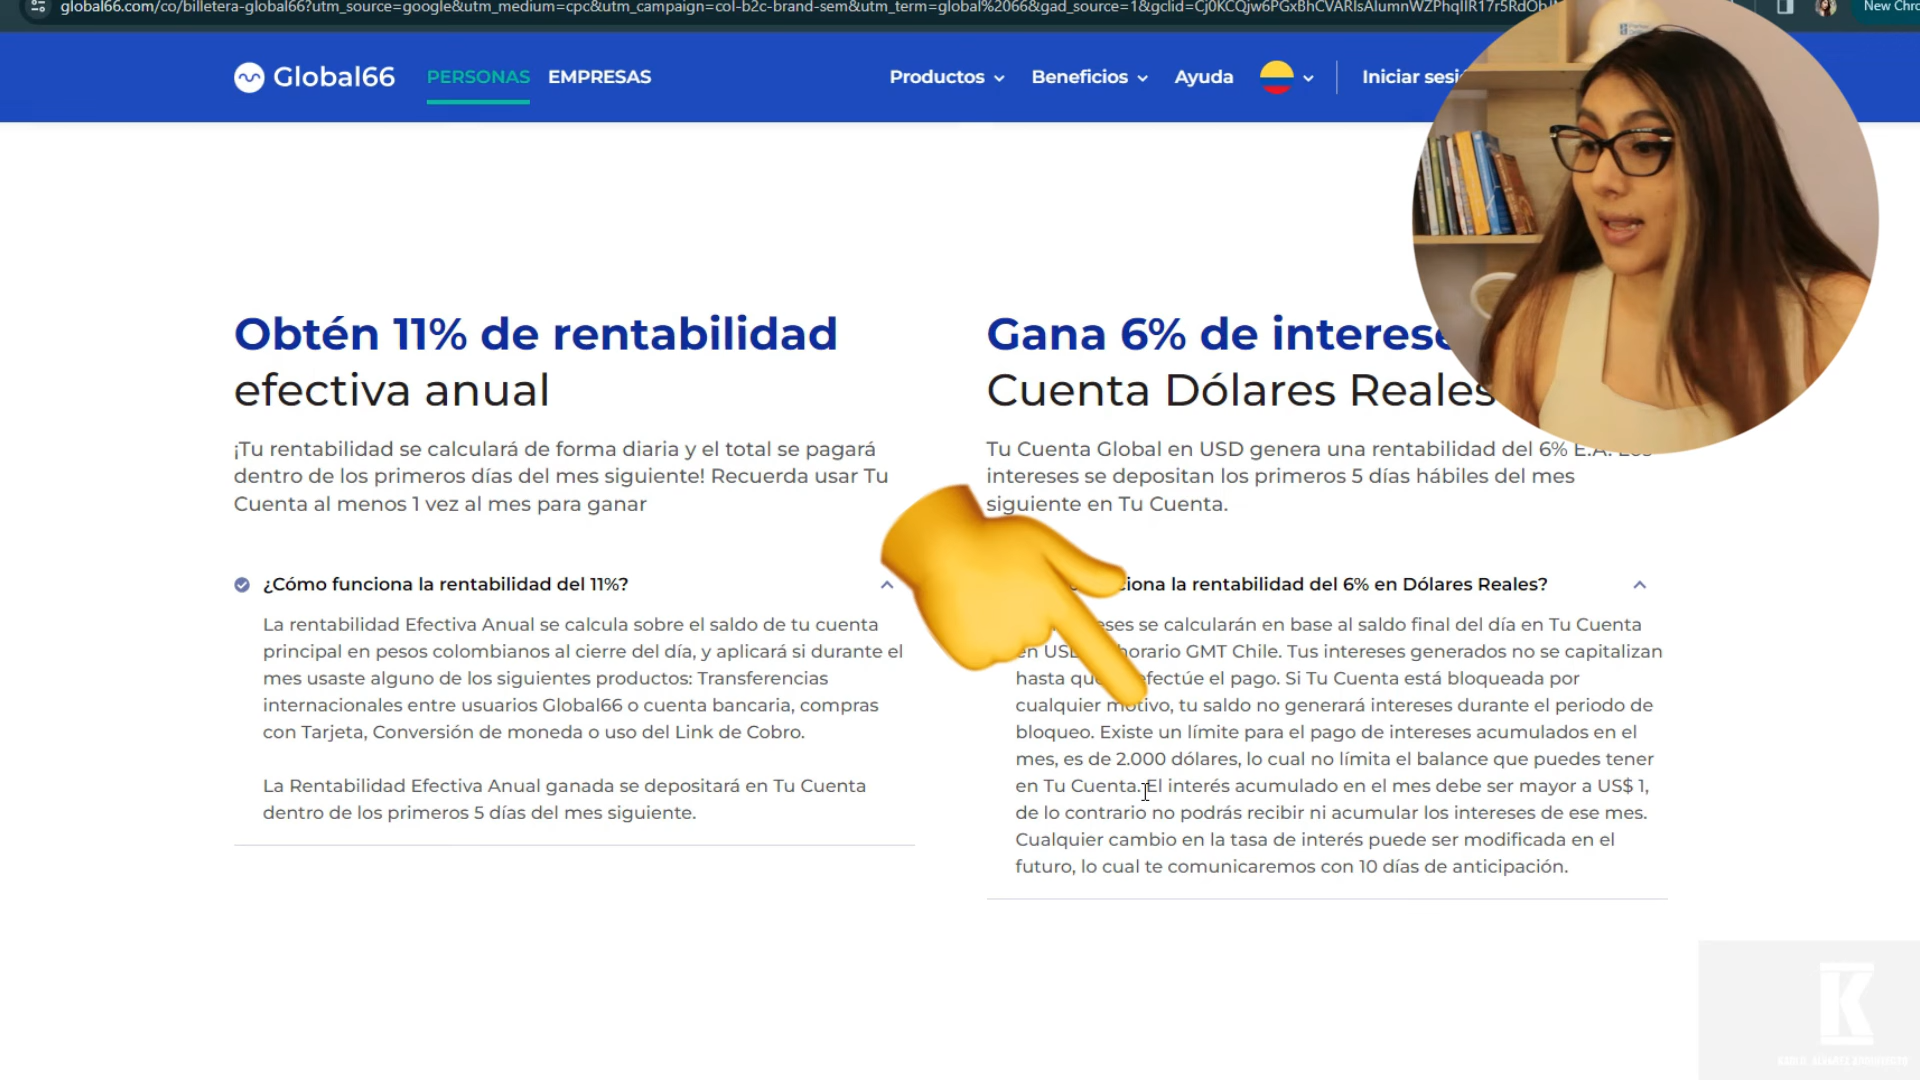 global66.com/co/billetera-global66?utm_source=google&utm_medium=cpc&utm_campaign=col-b2c-brand-sem&utm_term=global%2066&gad_source=1&gclid=
New Chro
Global66 PERSONAS EMPRESAS Productos Beneficios Ayuda Iniciar sesi
Obtén 11% de rentabilidad
efectiva anual
¡Tu rentabilidad se calculará de forma diaria y el total se pagará
dentro de los primeros días del mes siguiente! Recuerda usar Tu
Cuenta al menos 1 vez al mes para ganar
¿Cómo funciona la rentabilidad del 11%?
La rentabilidad Efectiva Anual se calcula sobre el saldo de tu cuenta
principal en pesos colombianos al cierre del día, y aplicará si durante el
mes usaste alguno de los siguientes productos: Transferencias
internacionales entre usuarios Global66 o cuenta bancaria, compras
con Tarjeta, Conversión de moneda o uso del Link de Cobro.
La Rentabilidad Efectiva Anual ganada se depositará en Tu Cuenta
dentro de los primeros 5 días del mes siguiente.
Gana 6% de interes
Cuenta Dólares Reales
Tu Cuenta Global en USD genera una rentabilidad del 6% E.A. Los
intereses se depositan los primeros 5 días hábiles del mes
siguiente en Tu Cuenta.
ciona la rentabilidad del 6% en Dólares Reales?
eses se calcularán en base al saldo final del día en Tu Cuenta
en horario GMT Chile. Tus intereses generados no se capitalizan
hasta efectúe el pago. Si Tu Cuenta está bloqueada por
cualquier motivo, tu saldo no generará intereses durante el periodo de
bloqueo. Existe un límite para el pago de intereses acumulados en el
mes, es de 2.000 dólares, lo cual no límita el balance que puedes tener
en Tu Cuenta. El interés acumulado en el mes debe ser mayor a US$ 1,
de lo contrario no podrás recibir ni acumular los intereses de ese mes.
Cualquier cambio en la tasa de interés puede ser modificada en el
futuro, lo cual te comunicaremos con 10 días de anticipación.
K